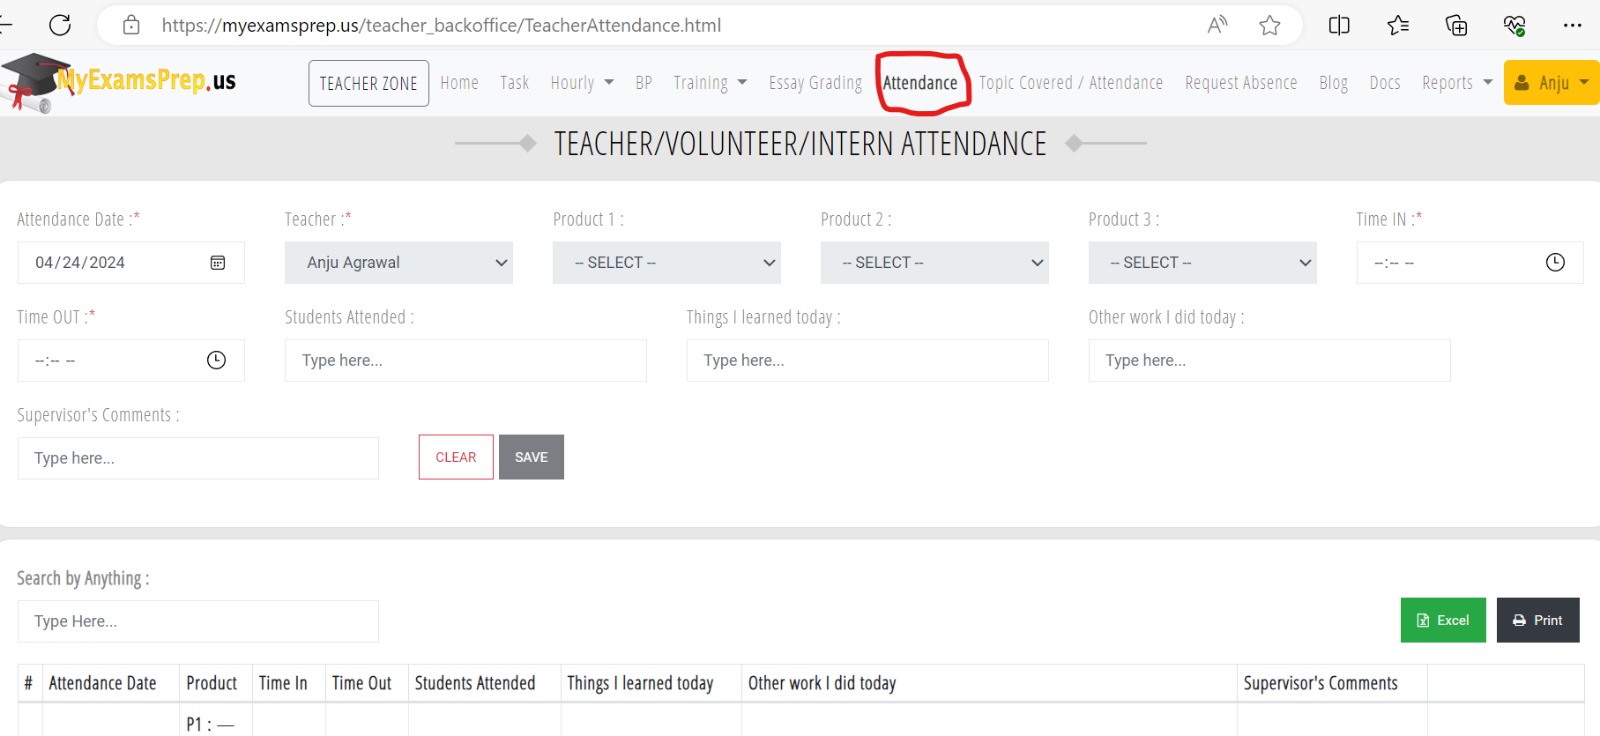 https://myexamsprep.us/teacher_backoffice/TeacherAttendance.html
MyExamsPrep.us TEACHER ZONE Home Task Hourly BP Training Essay Grading Attendance Topic Covered / Attendance Request Absence Blog Docs Reports Anju
TEACHER/VOLUNTEER/INTERN ATTENDANCE
Attendance Date :* Teacher :* Product 1 : Product 2 : Product 3 : Time IN :*
04/24/2024 Anju Agrawal -- SELECT -- -- SELECT -- -- SELECT -- --:-- --
Time OUT :* Students Attended : Things I learned today : Other work I did today :
--:-- -- Type here... Type here... Type here...
Supervisor's Comments :
Type here... CLEAR SAVE
Search by Anything :
Type Here... Excel Print
# Attendance Date Product Time In Time Out Students Attended Things I learned today Other work I did today Supervisor's Comments
P1 : —